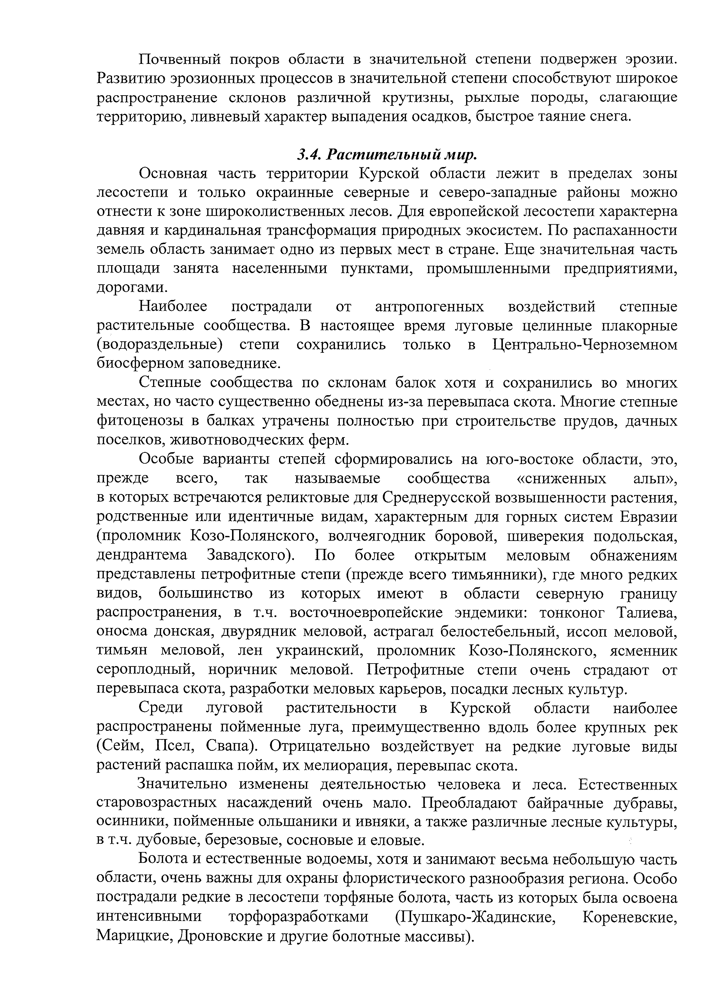 Почвенный покров области в значительной степени подвержен эрозии.
Развитию эрозионных процессов в значительной степени способствуют широкое
распространение склонов различной крутизны, рыхлые породы, слагающие
территорию, ливневый характер выпадения осадков, быстрое таяние снега.
3.4. Растительный мир.
Основная часть территории Курской области лежит в пределах зоны
лесостепи и только окраинные северные и северо-западные районы можно
отнести к зоне широколиственных лесов. Для европейской лесостепи характерна
давняя и кардинальная трансформация природных экосистем. По распаханности
земель область занимает одно из первых мест в стране. Еще значительная часть
площади занята населенными пунктами, промышленными предприятиями,
дорогами.
Наиболее пострадали от антропогенных воздействий степные
растительные сообщества. В настоящее время луговые целинные плакорные
(водораздельные) степи сохранились только в Центрально-Черноземном
биосферном заповеднике.
Степные сообщества по склонам балок хотя и сохранились во многих
местах, но часто существенно обеднены из-за перевыпаса скота. Многие степные
фитоценозы в балках утрачены полностью при строительстве прудов, дачных
поселков, животноводческих ферм.
Особые варианты степей сформировались на юго-востоке области, это,
прежде всего, так называемые сообщества «сниженных альп»,
в которых встречаются реликтовые для Среднерусской возвышенности растения,
родственные или идентичные видам, характерным для горных систем Евразии
(проломник Козо-Полянского, волчеягодник боровой, шиверекия подольская,
дендрантема Завадского). По более открытым меловым обнажениям
представлены петрофитные степи (прежде всего тимьянники), где много редких
видов, большинство из которых имеют в области северную границу
распространения, в т.ч. восточноевропейские эндемики: тонконог Талиева,
оносма донская, двурядник меловой, астрагал белостебельный, иссоп меловой,
тимьян меловой, лен украинский, проломник Козо-Полянского, ясменник
сероплодный, норичник меловой. Петрофитные степи очень страдают от
перевыпаса скота, разработки меловых карьеров, посадки лесных культур.
Среди луговой растительности в Курской области наиболее
распространены пойменные луга, преимущественно вдоль более крупных рек
(Сейм, Псел, Свапа). Отрицательно воздействует на редкие луговые виды
растений распашка пойм, их мелиорация, перевыпас скота.
Значительно изменены деятельностью человека и леса. Естественных
старовозрастных насаждений очень мало. Преобладают байрачные дубравы,
осинники, пойменные ольшаники и ивняки, а также различные лесные культуры,
в т.ч. дубовые, березовые, сосновые и еловые.
Болота и естественные водоемы, хотя и занимают весьма небольшую часть
области, очень важны для охраны флористического разнообразия региона. Особо
пострадали редкие в лесостепи торфяные болота, часть из которых была освоена
интенсивными торфоразработками (Пушкаро-Жадинские, Кореневские,
Марицкие, Дроновские и другие болотные массивы).